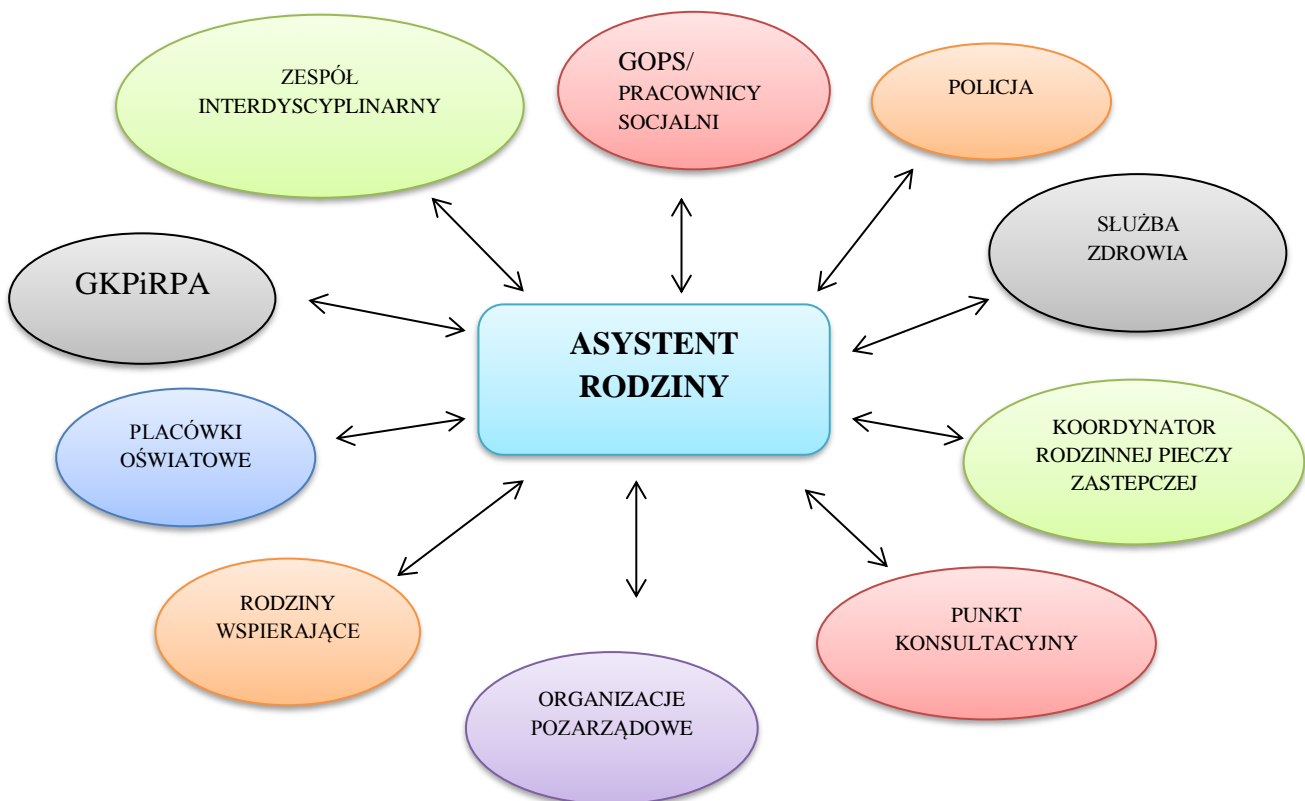 ZESPÓŁ
INTERDYSCYPLINARNY
GOPS/
PRACOWNICY
SOCJALNI
POLICJA
SŁUŻBA
ZDROWIA
GKPiRPA
ASYSTENT
RODZINY
PLACÓWKI
OŚWIATOWE
KOORDYNATOR
RODZINNEJ PIECZY
ZASTEPCZEJ
RODZINY
WSPIERAJĄCE
PUNKT
KONSULTACYJNY
ORGANIZACJE
POZARZĄDOWE